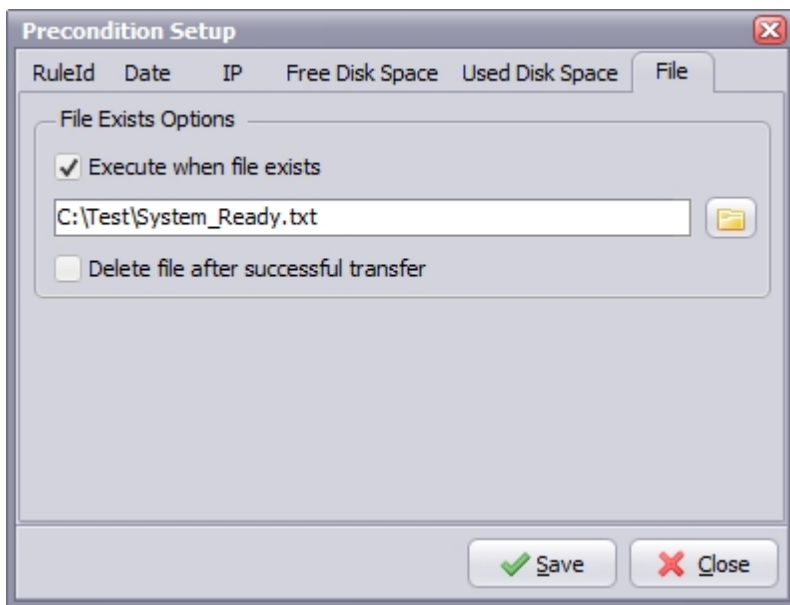 Precondition Setup
RuleId Date IP Free Disk Space Used Disk Space File
File Exists Options
Execute when file exists
C:\Test\System_Ready.txt
Delete file after successful transfer
Save Close